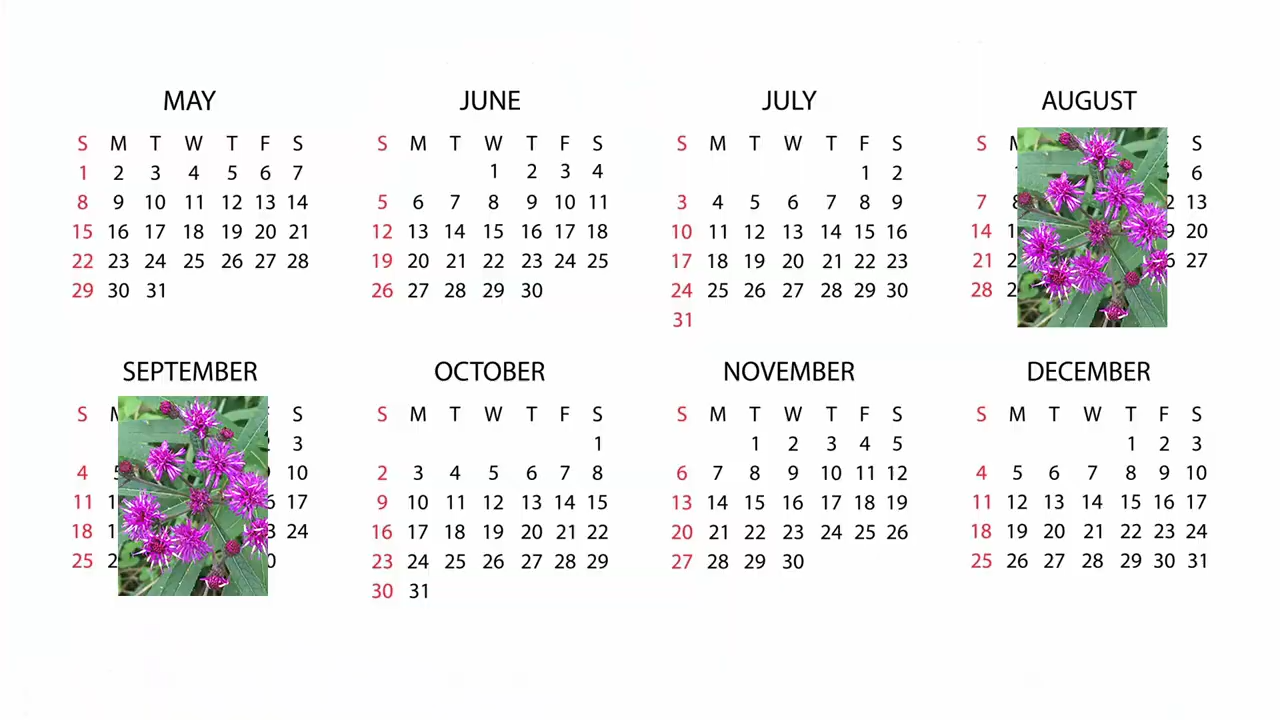 MAY
S M T W T F S
1 2 3 4 5 6 7
8 9 10 11 12 13 14
15 16 17 18 19 20 21
22 23 24 25 26 27 28
29 30 31
JUNE
S M T W T F S
1 2 3 4
5 6 7 8 9 10 11
12 13 14 15 16 17 18
19 20 21 22 23 24 25
26 27 28 29 30
JULY
S M T W T F S
1 2
3 4 5 6 7 8 9
10 11 12 13 14 15 16
17 18 19 20 21 22 23
24 25 26 27 28 29 30
31
AUGUST
S S
6
7 13
14 20
21 27
28
SEPTEMBER
S S
3
4 10
11 17
18 24
25
OCTOBER
S M T W T F S
1
2 3 4 5 6 7 8
9 10 11 12 13 14 15
16 17 18 19 20 21 22
23 24 25 26 27 28 29
30 31
NOVEMBER
S M T W T F S
1 2 3 4 5
6 7 8 9 10 11 12
13 14 15 16 17 18 19
20 21 22 23 24 25 26
27 28 29 30
DECEMBER
S M T W T F S
1 2 3
4 5 6 7 8 9 10
11 12 13 14 15 16 17
18 19 20 21 22 23 24
25 26 27 28 29 30 31